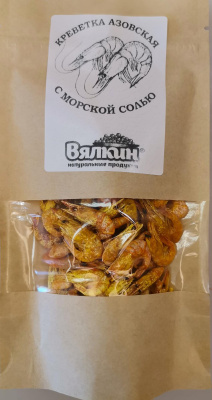 КРЕВЕТКА АЗОВСКАЯ
С МОРСКОЙ СОЛЬЮ
ВЯЛКИН®
натуральные продукты